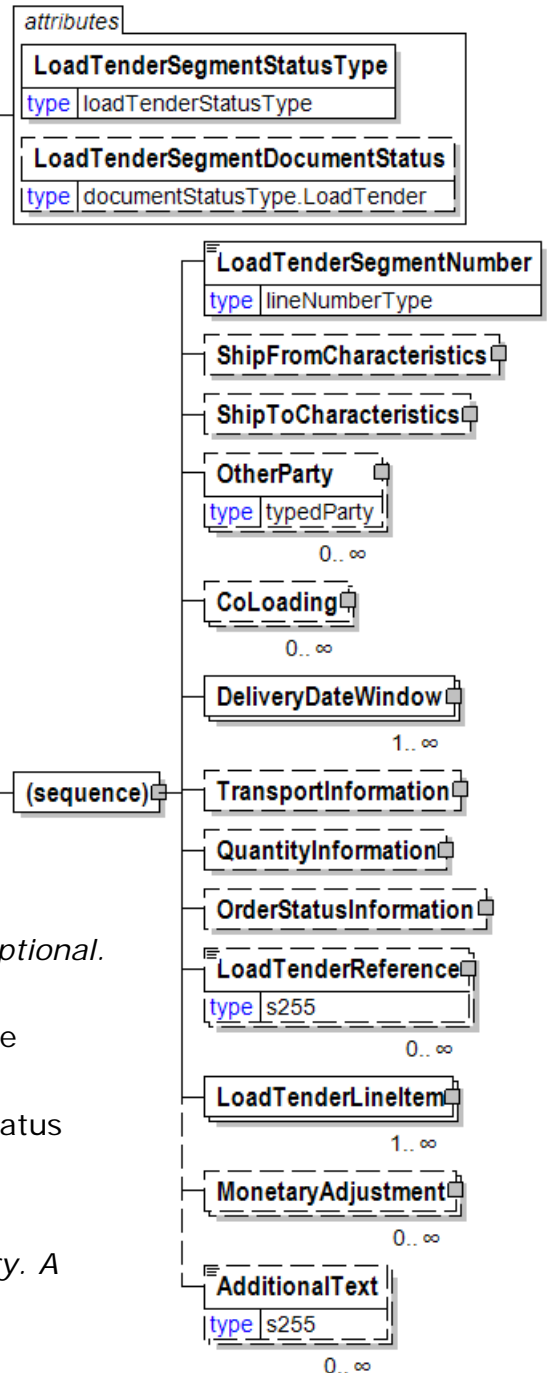 attributes
LoadTenderSegmentStatusType
type loadTenderStatusType
LoadTenderSegmentDocumentStatus
type documentStatusType.LoadTender
LoadTenderSegmentNumber
type lineNumberType
ShipFromCharacteristics
ShipToCharacteristics
OtherParty
type typedParty
0..∞
CoLoading
0..∞
DeliveryDateWindow
1..∞
(sequence)
TransportInformation
QuantityInformation
OrderStatusInformation
ptional.
LoadTenderReference
type s255
e
0..∞
LoadTenderLineItem
atus
1..∞
MonetaryAdjustment
0..∞
y. A
AdditionalText
type s255
0..∞